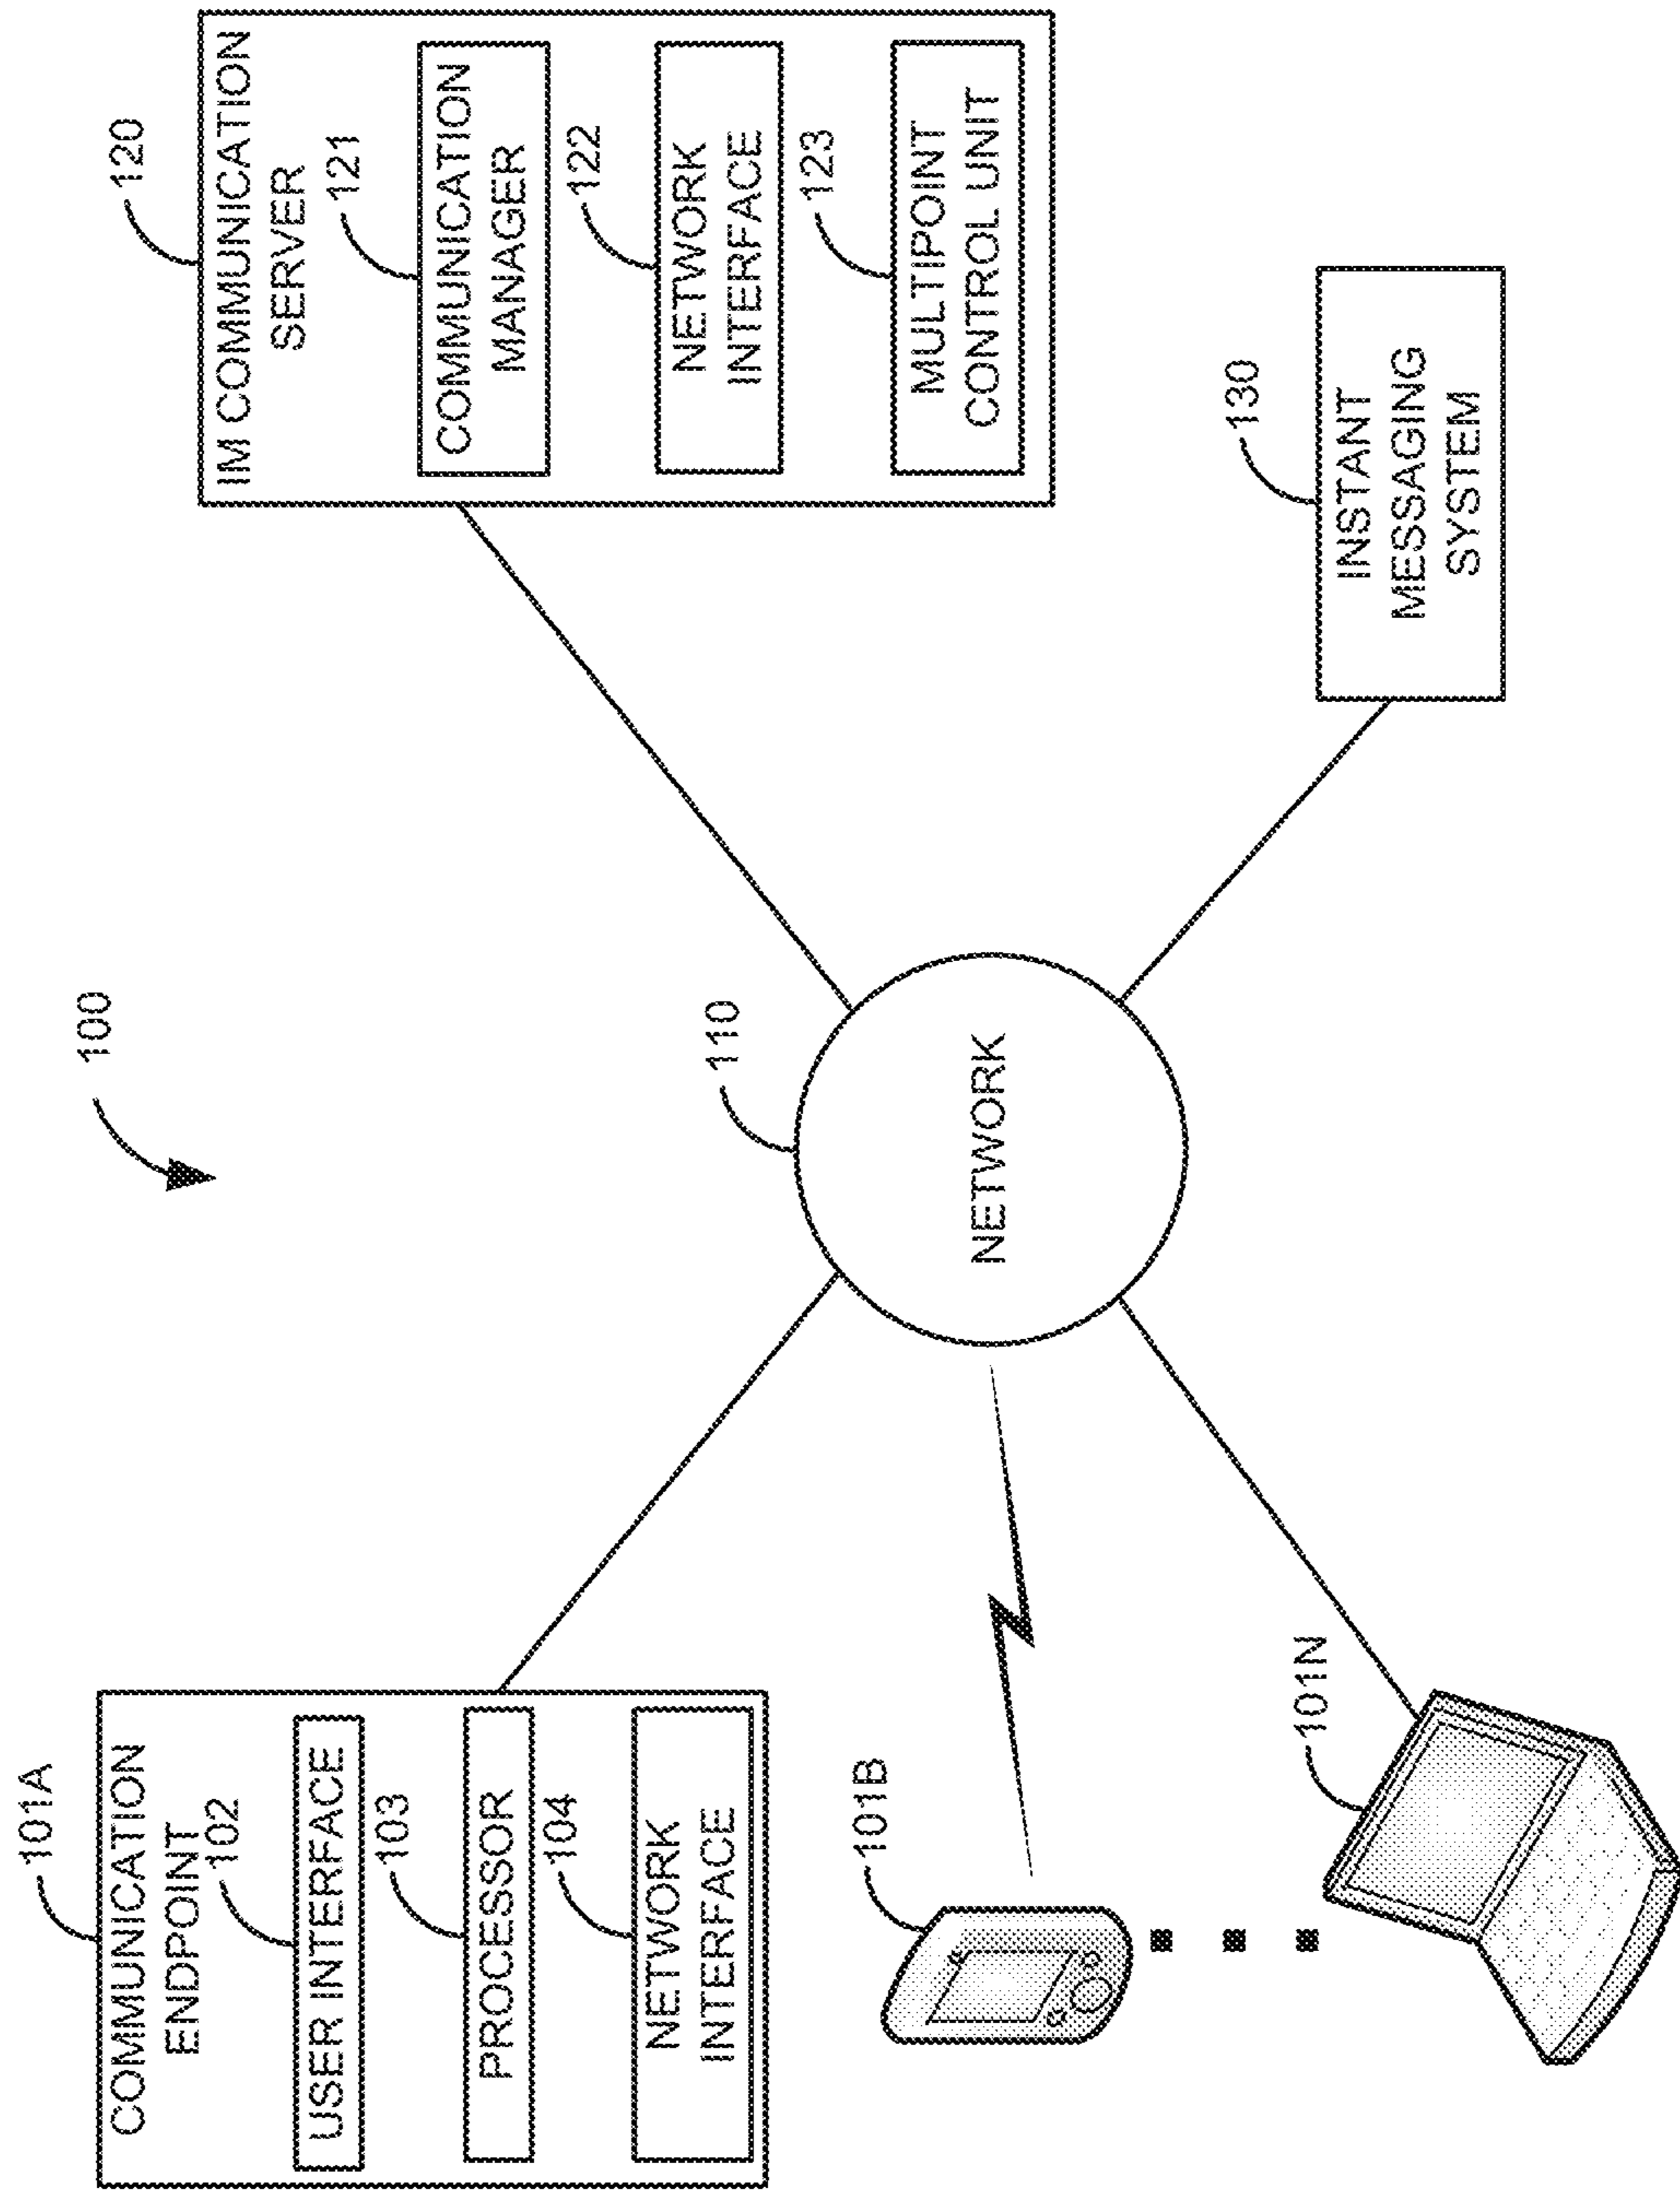 100
101A
COMMUNICATION
ENDPOINT
102
USER INTERFACE
103
PROCESSOR
104
NETWORK
INTERFACE
101B
101N
110
NETWORK
120
IM COMMUNICATION
SERVER
121
COMMUNICATION
MANAGER
122
NETWORK
INTERFACE
123
MULTIPOINT
CONTROL UNIT
130
INSTANT
MESSAGING
SYSTEM